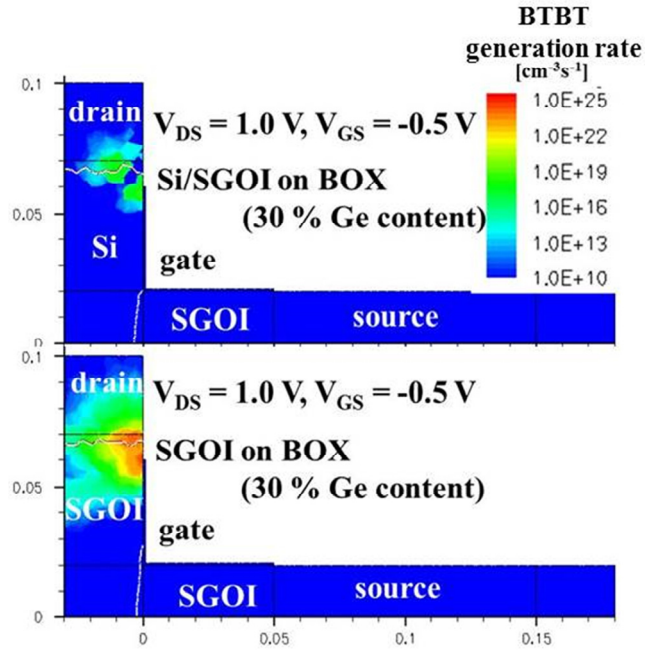 BTBT
generation rate
[cm⁻³s⁻¹]
1.0E+25
1.0E+22
1.0E+19
1.0E+16
1.0E+13
1.0E+10
0.1
drain
V_DS = 1.0 V, V_GS = -0.5 V
Si/SGOI on BOX
(30 % Ge content)
0.05
Si
gate
SGOI
source
0
0.1
drain
V_DS = 1.0 V, V_GS = -0.5 V
SGOI on BOX
(30 % Ge content)
0.05
SGOI
gate
SGOI
source
0
0
0.05
0.1
0.15